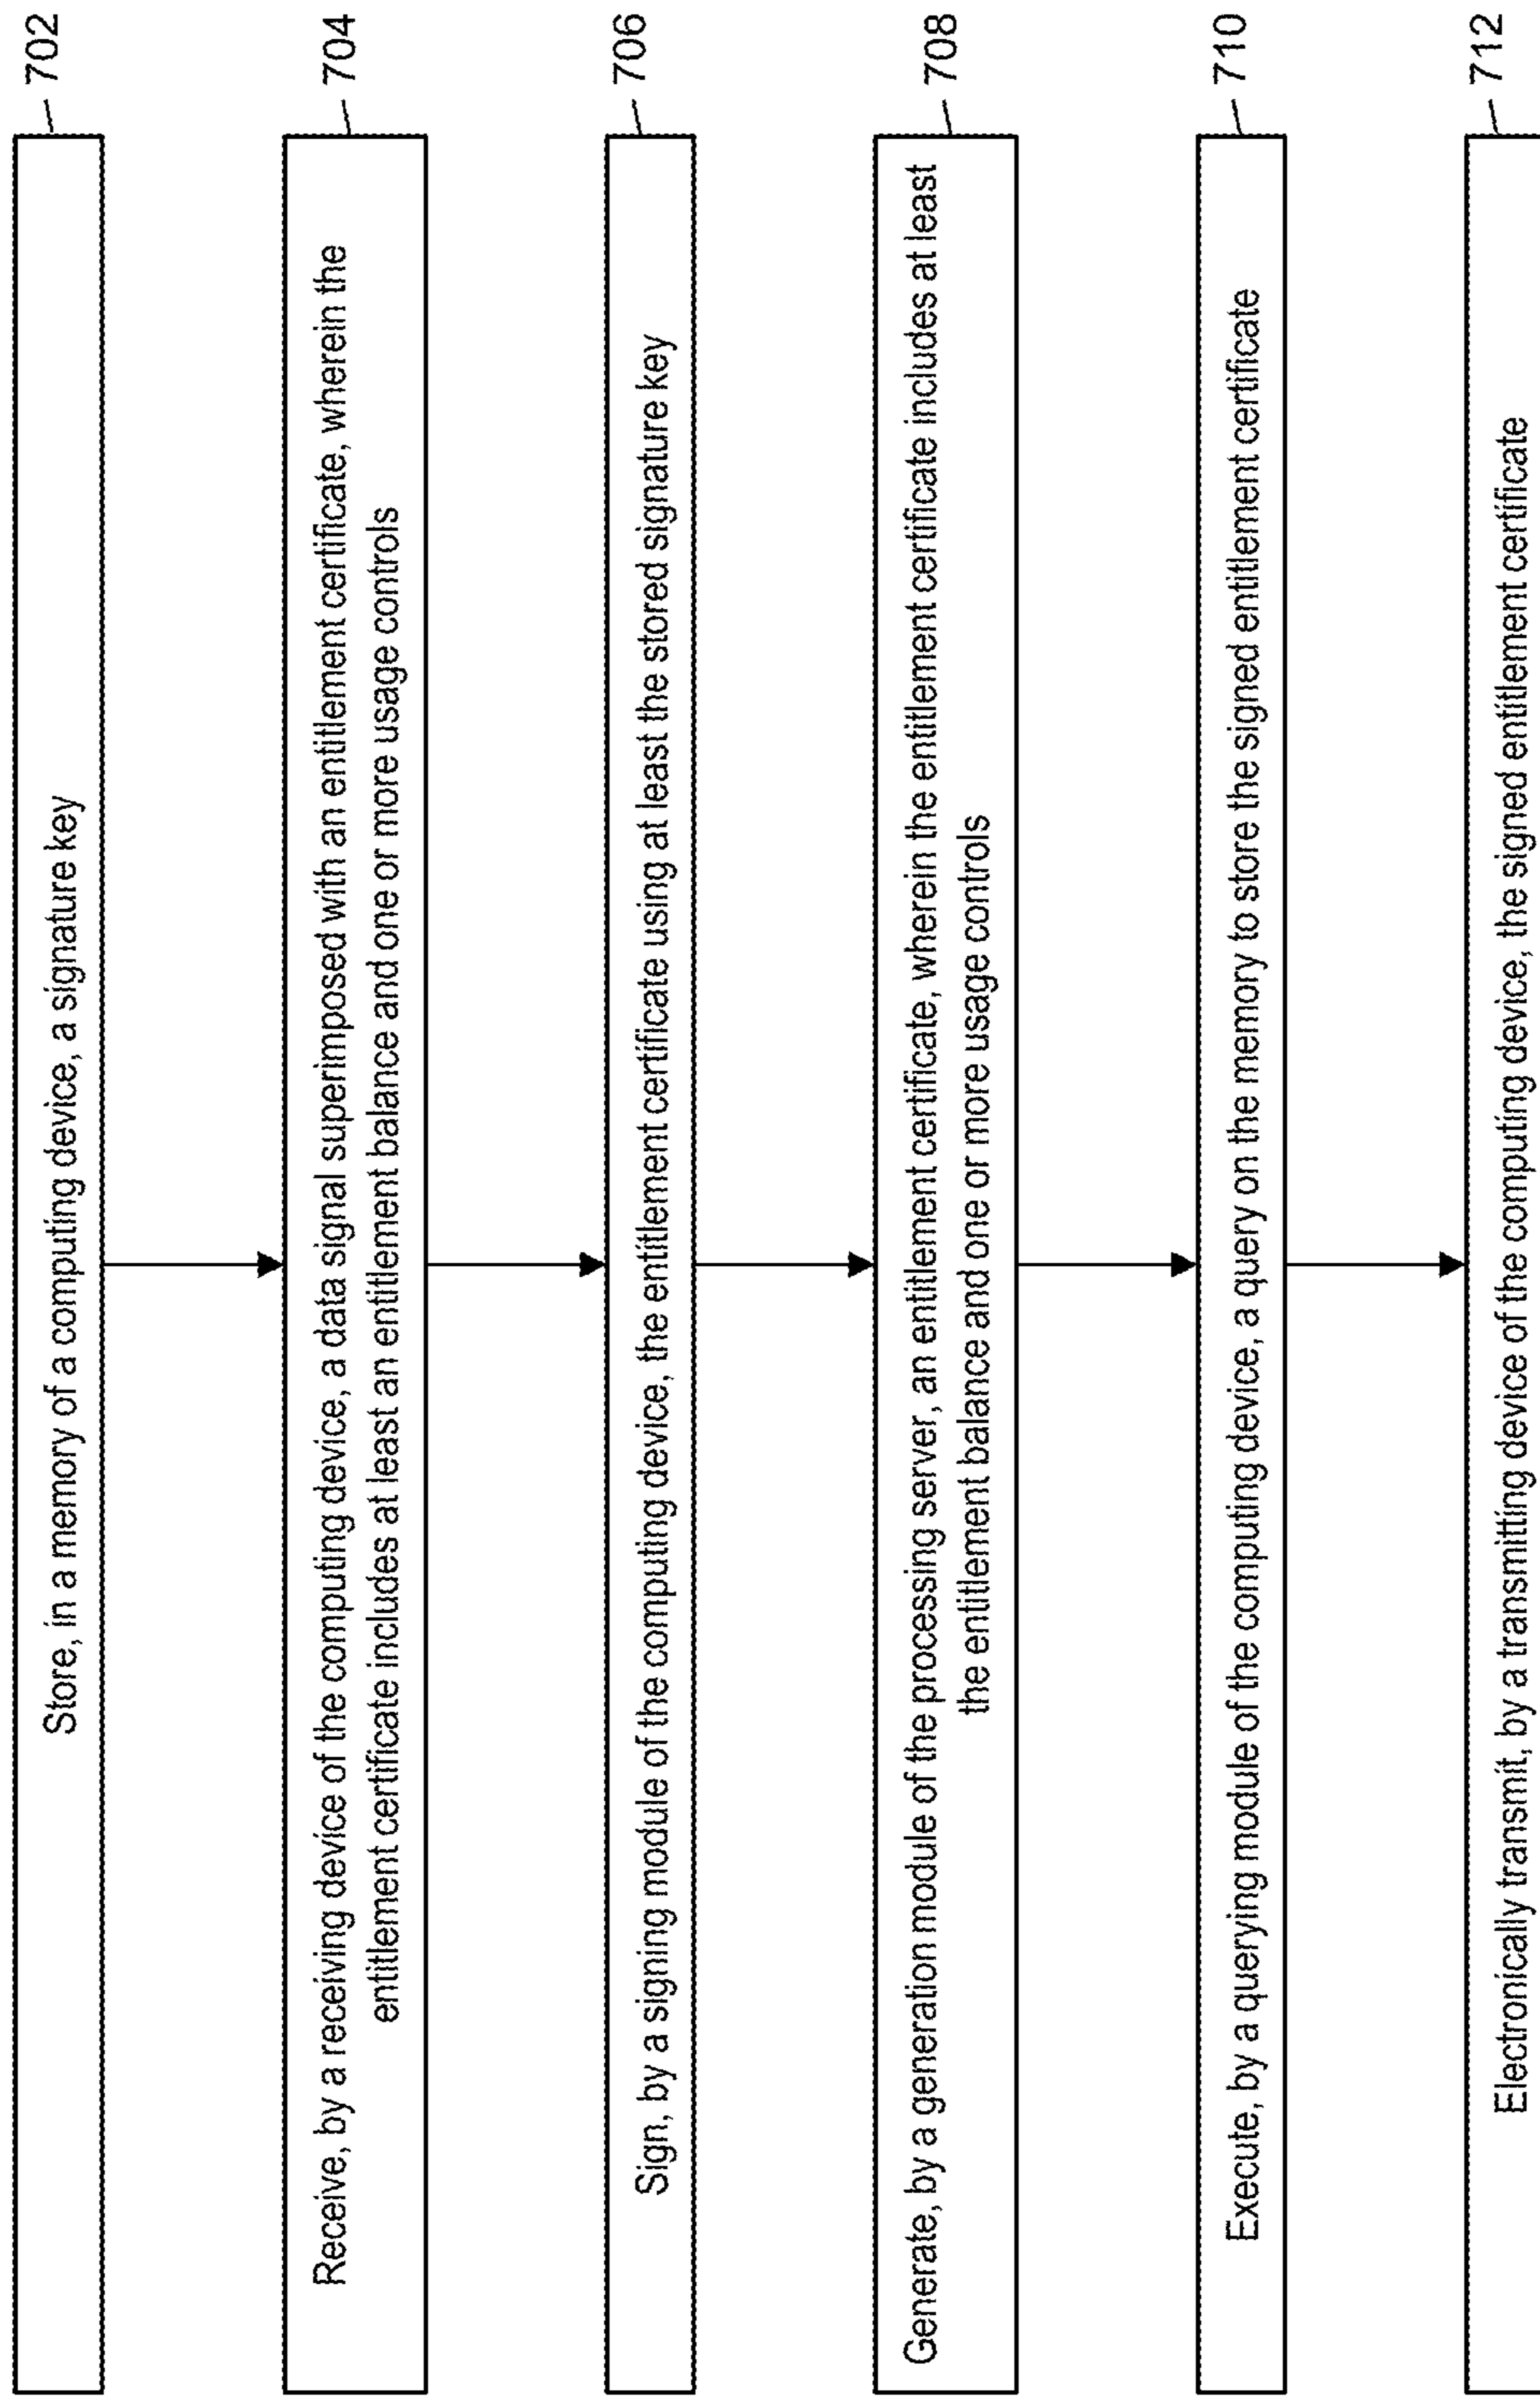 702
Store, in a memory of a computing device, a signature key
704
Receive, by a receiving device of the computing device, a data signal superimposed with an entitlement certificate, wherein the
entitlement certificate includes at least an entitlement balance and one or more usage controls
706
Sign, by a signing module of the computing device, the entitlement certificate using at least the stored signature key
708
Generate, by a generation module of the processing server, an entitlement certificate, wherein the entitlement certificate includes at least
the entitlement balance and one or more usage controls
710
Execute, by a querying module of the computing device, a query on the memory to store the signed entitlement certificate
712
Electronically transmit, by a transmitting device of the computing device, the signed entitlement certificate